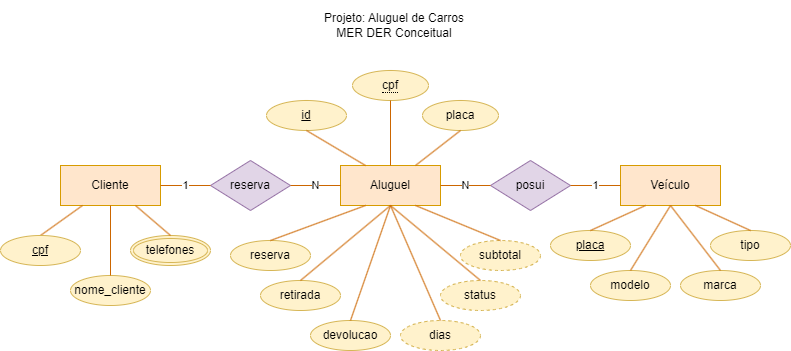 Projeto: Aluguel de Carros
MER DER Conceitual
cpf
id
placa
Cliente
1
reserva
N
Aluguel
N
posui
1
Veículo
cpf
nome_cliente
telefones
reserva
retirada
devolucao
dias
status
subtotal
placa
modelo
marca
tipo